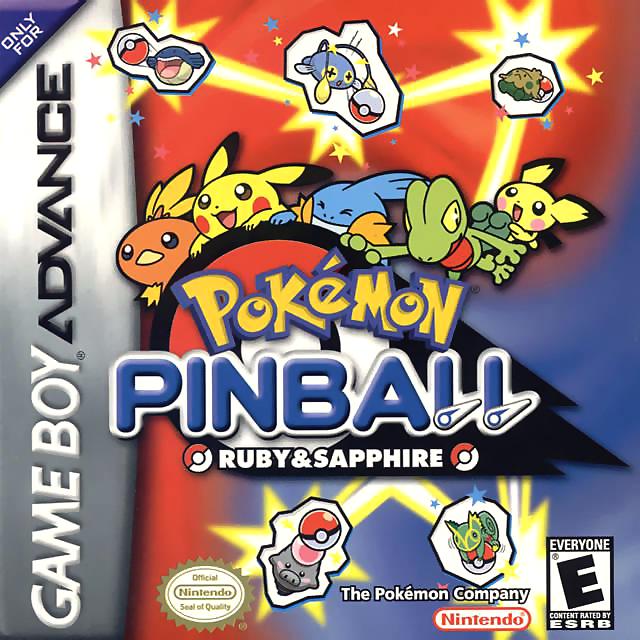 ONLY
FOR
GAME BOY ADVANCE
POKéMON
PINBALL
RUBY&SAPPHIRE
Official
Nintendo
Seal of Quality
The Pokémon Company
Nintendo
EVERYONE
E
CONTENT RATED BY
ESRB